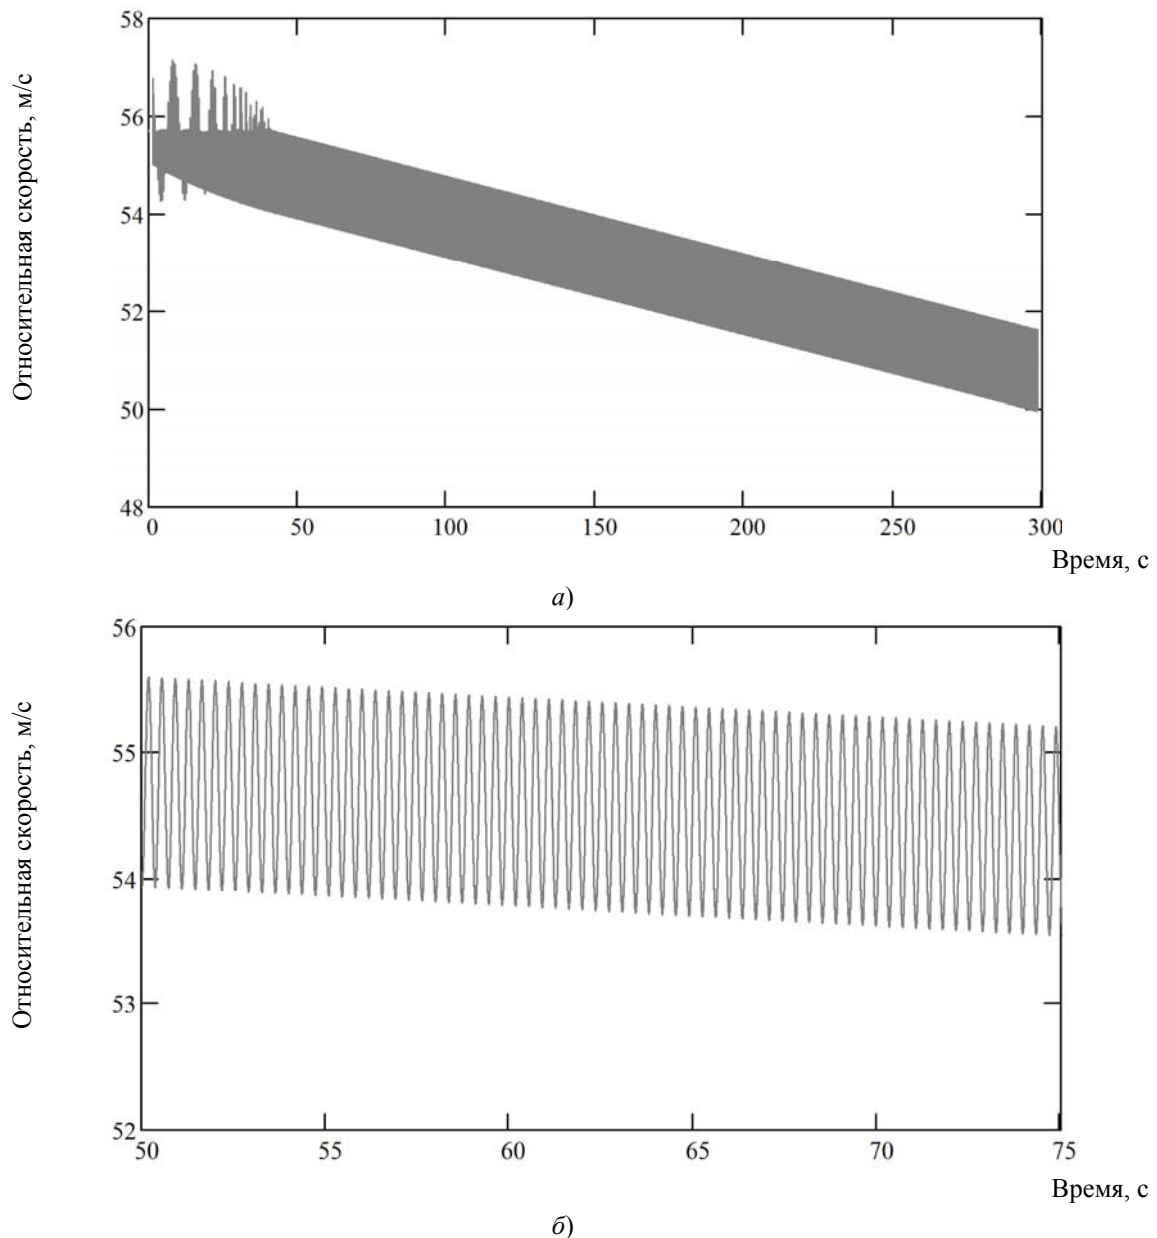 Относительная скорость, м/с
58
56
54
52
50
48
0 50 100 150 200 250 300
Время, с
а)
Относительная скорость, м/с
56
55
54
53
52
50 55 60 65 70 75
Время, с
б)